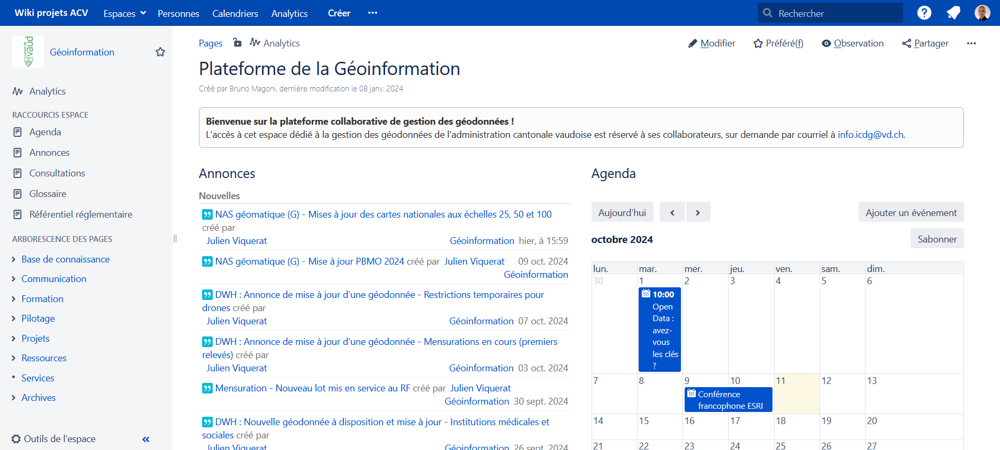 Wiki projets ACV Espaces Personnes Calendriers Analytics Créer ••• Rechercher
canton de vaud
Géoinformation
Analytics
RACCOURCIS ESPACE
Agenda
Annonces
Consultations
Glossaire
Référentiel réglementaire
ARBORESCENCE DES PAGES
Base de connaissance
Communication
Formation
Pilotage
Projets
Ressources
Services
Archives
Outils de l'espace
Pages Analytics
Modifier Préféré(f) Observation Partager •••
Plateforme de la Géoinformation
Créé par Bruno Magoni, dernière modification le 08 janv. 2024
Bienvenue sur la plateforme collaborative de gestion des géodonnées !
L'accès à cet espace dédié à la gestion des géodonnées de l'administration cantonale vaudoise est réservé à ses collaborateurs, sur demande par courriel à info.icdg@vd.ch.
Annonces
Nouvelles
NAS géomatique (G) - Mises à jour des cartes nationales aux échelles 25, 50 et 100
créé par
Julien Viquerat Géoinformation hier, à 15:59
NAS géomatique (G) - Mise à jour PBMO 2024 créé par Julien Viquerat 09 oct. 2024
Géoinformation
DWH : Annonce de mise à jour d'une géodonnée - Restrictions temporaires pour
drones créé par
Julien Viquerat Géoinformation 07 oct. 2024
DWH : Annonce de mise à jour d'une géodonnée - Mensurations en cours (premiers
relevés) créé par
Julien Viquerat Géoinformation 03 oct. 2024
Mensuration - Nouveau lot mis en service au RF créé par Julien Viquerat
Géoinformation 30 sept. 2024
DWH : Nouvelle géodonnée à disposition et mise à jour - Institutions médicales et
sociales créé par
Julien Viquerat Géoinformation 26 sept. 2024
Agenda
Aujourd'hui Ajouter un événement
octobre 2024 Sabonner
lun. mar. mer. jeu. ven. sam. dim.
30 1 2 3 4 5 6
10:00
Open
Data :
avez-
vous
les clés
?
7 8 9 10 11 12 13
Conférence
francophone ESRI
14 15 16 17 18 19 20
21 22 23 24 25 26 27